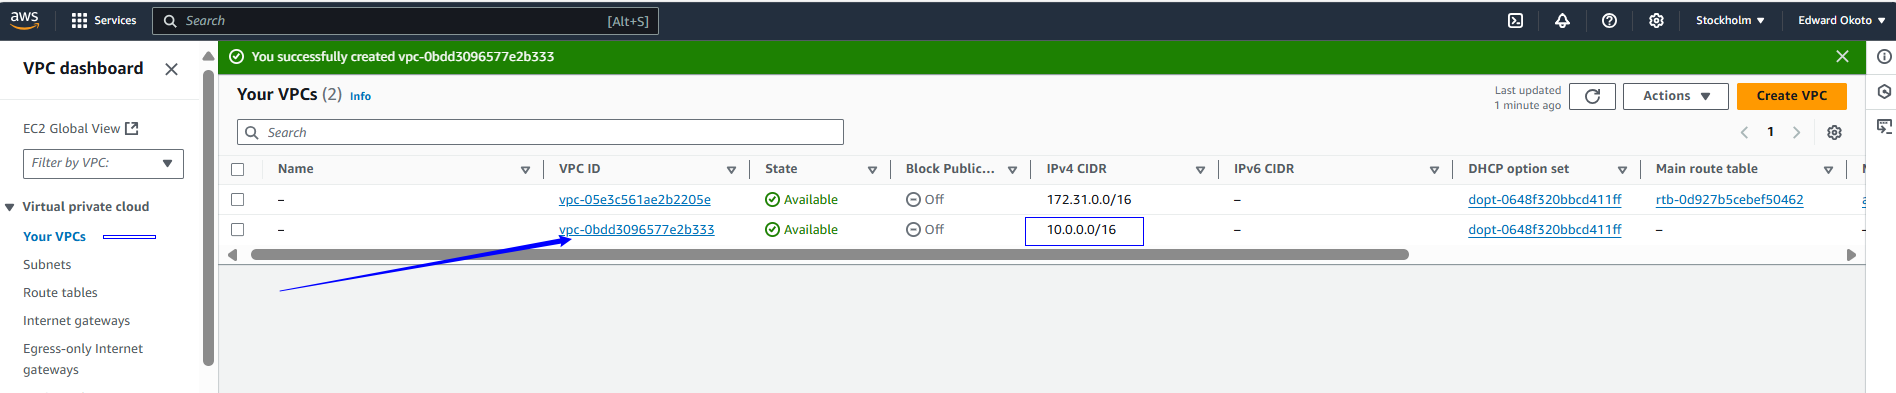 aws Services Search [Alt+S] Stockholm Edward Okoto
VPC dashboard
EC2 Global View
Filter by VPC:
Virtual private cloud
Your VPCs
Subnets
Route tables
Internet gateways
Egress-only Internet
gateways
You successfully created vpc-0bdd3096577e2b333
Your VPCs (2) Info
Last updated
1 minute ago
Actions
Create VPC
Search
1
Name VPC ID State Block Public... IPv4 CIDR IPv6 CIDR DHCP option set Main route table
– vpc-05e3c561ae2b2205e Available Off 172.31.0.0/16 – dopt-0648f320bbcd411ff rtb-0d927b5cebef50462
– vpc-0bdd3096577e2b333 Available Off 10.0.0.0/16 – dopt-0648f320bbcd411ff – –